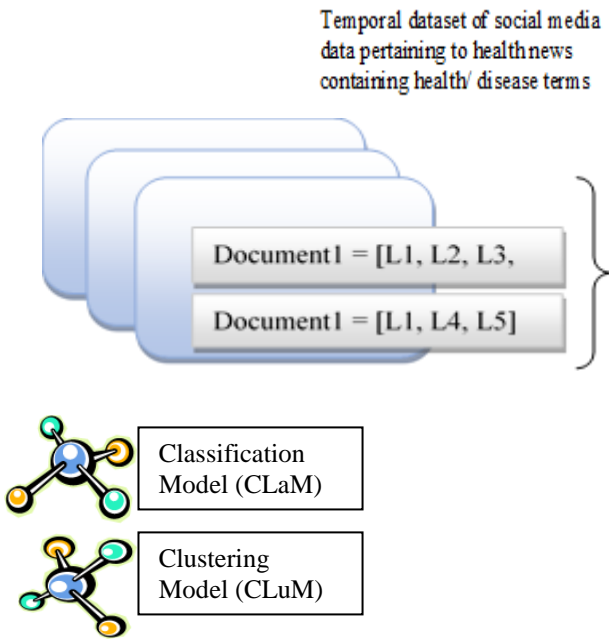 Temporal dataset of social media
data pertaining to health news
containing health/ disease terms
Document1 = [L1, L2, L3,
Document1 = [L1, L4, L5]
Classification
Model (CLaM)
Clustering
Model (CLuM)